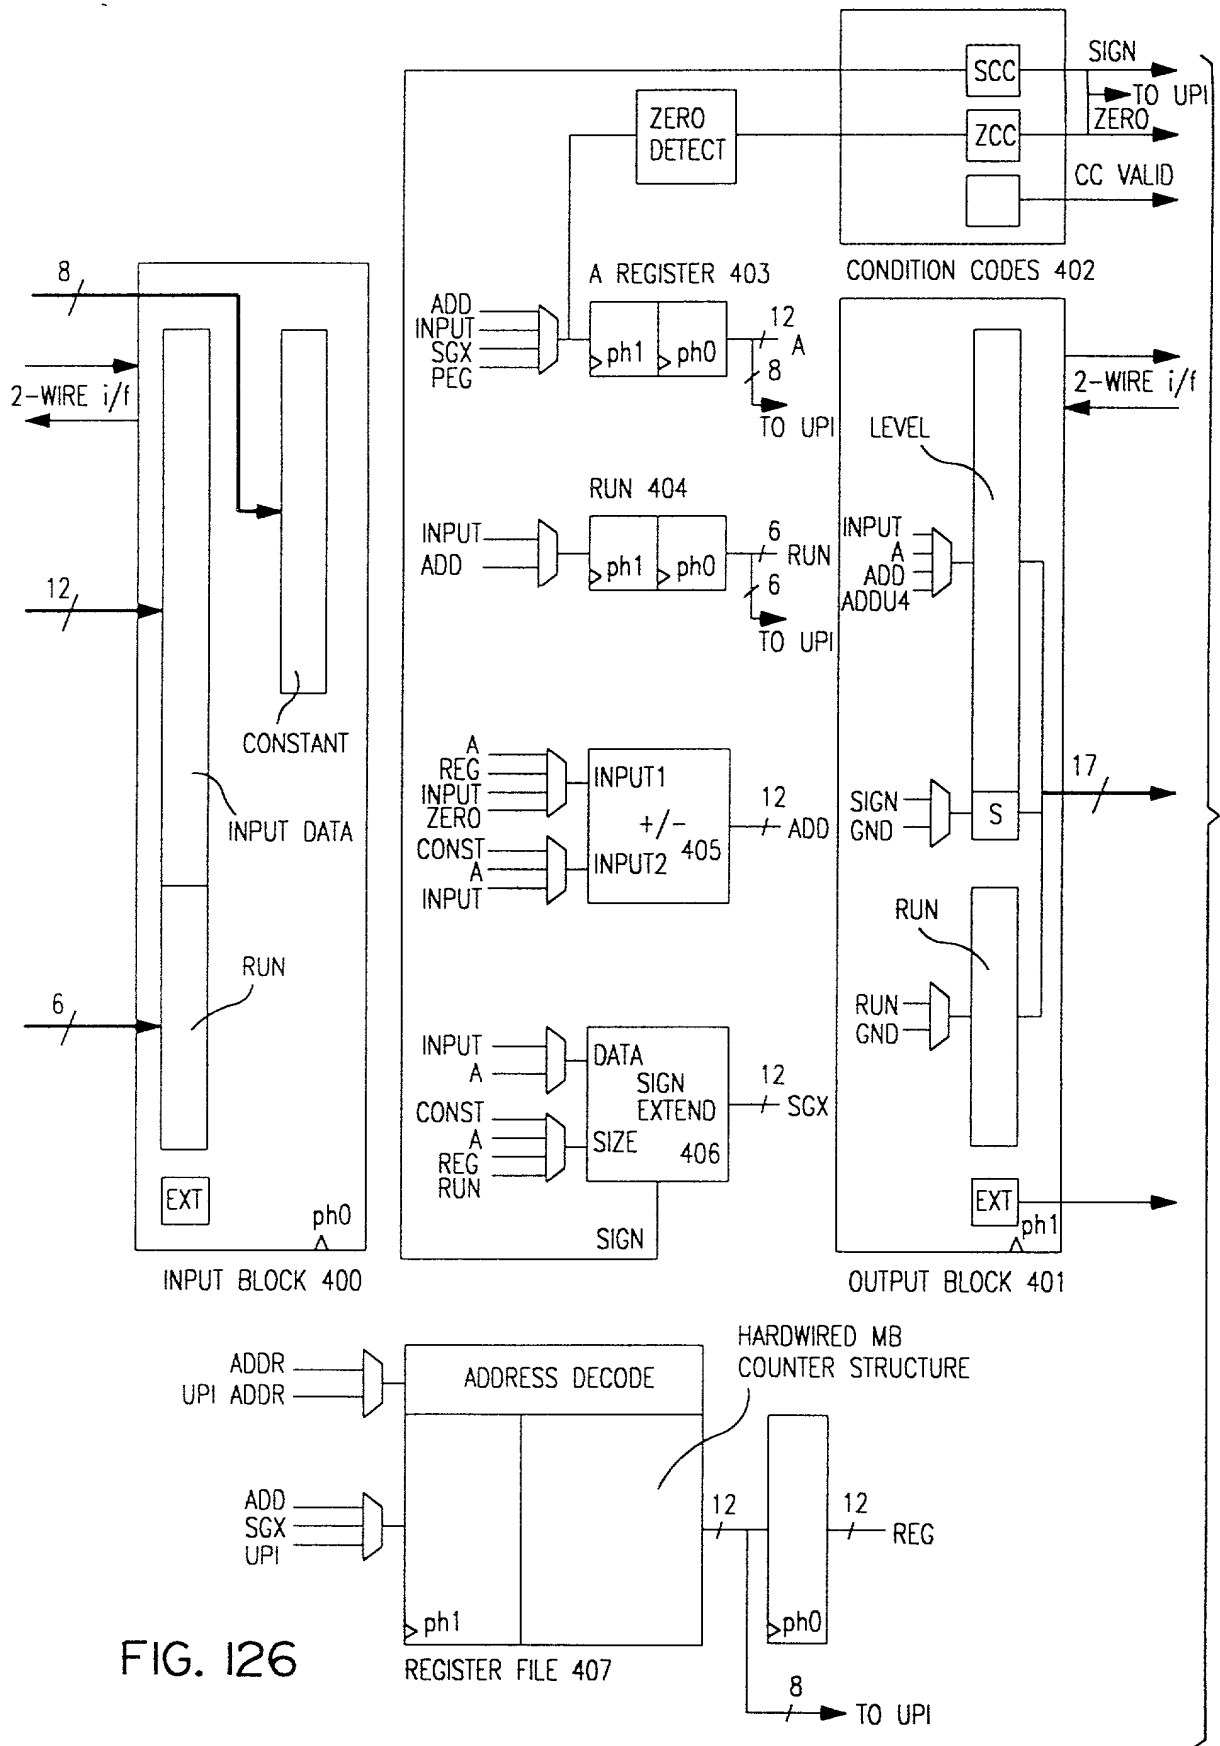 SCC
SIGN
TO UPI
ZERO
DETECT
ZCC
ZERO
CC VALID
CONDITION CODES 402
8
2-WIRE i/f
12
CONSTANT
INPUT DATA
RUN
6
EXT
ph0
INPUT BLOCK 400
A REGISTER 403
ADD
INPUT
SGX
PEG
ph1
ph0
12
A
8
TO UPI
RUN 404
INPUT
ADD
ph1
ph0
6
RUN
6
TO UPI
A
REG
INPUT
ZERO
CONST
A
INPUT
INPUT1
+/-
405
INPUT2
12
ADD
INPUT
A
CONST
A
REG
RUN
DATA
SIGN
EXTEND
SIZE
406
12
SGX
SIGN
2-WIRE i/f
LEVEL
INPUT
A
ADD
ADDU4
17
SIGN
GND
S
RUN
RUN
GND
EXT
ph1
OUTPUT BLOCK 401
HARDWIRED MB
COUNTER STRUCTURE
ADDR
UPI ADDR
ADDRESS DECODE
ADD
SGX
UPI
12
12
REG
ph1
ph0
REGISTER FILE 407
8
TO UPI
FIG. 126